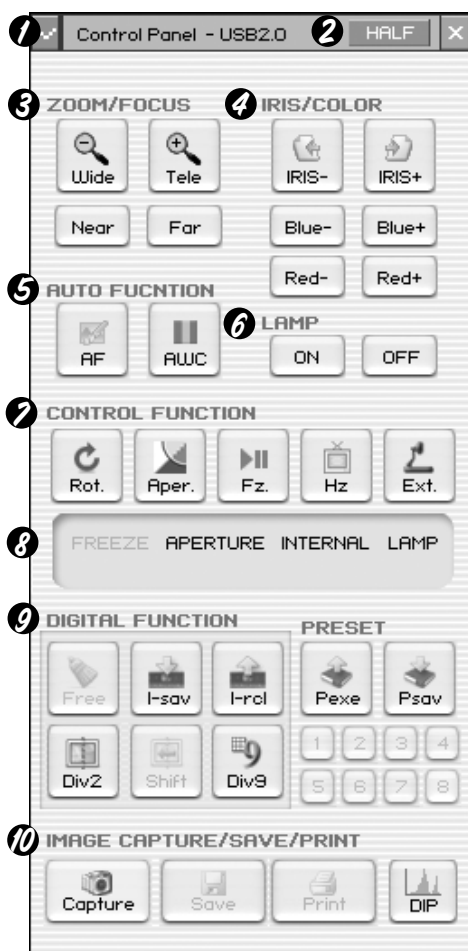 1 Control Panel - USB2.0 2 HALF ×
3 ZOOM/FOCUS 4 IRIS/COLOR
Wide Tele IRIS- IRIS+
Near Far Blue- Blue+
Red- Red+
5 AUTO FUCNTION
6 LAMP
AF AWC ON OFF
7 CONTROL FUNCTION
Rot. Aper. Fz. Hz Ext.
8 FREEZE APERTURE INTERNAL LAMP
9 DIGITAL FUNCTION PRESET
Free I-sav I-rcl Pexe Psav
1 2 3 4
Div2 Shift Div9
5 6 7 8
10 IMAGE CAPTURE/SAVE/PRINT
Capture Save Print DIP